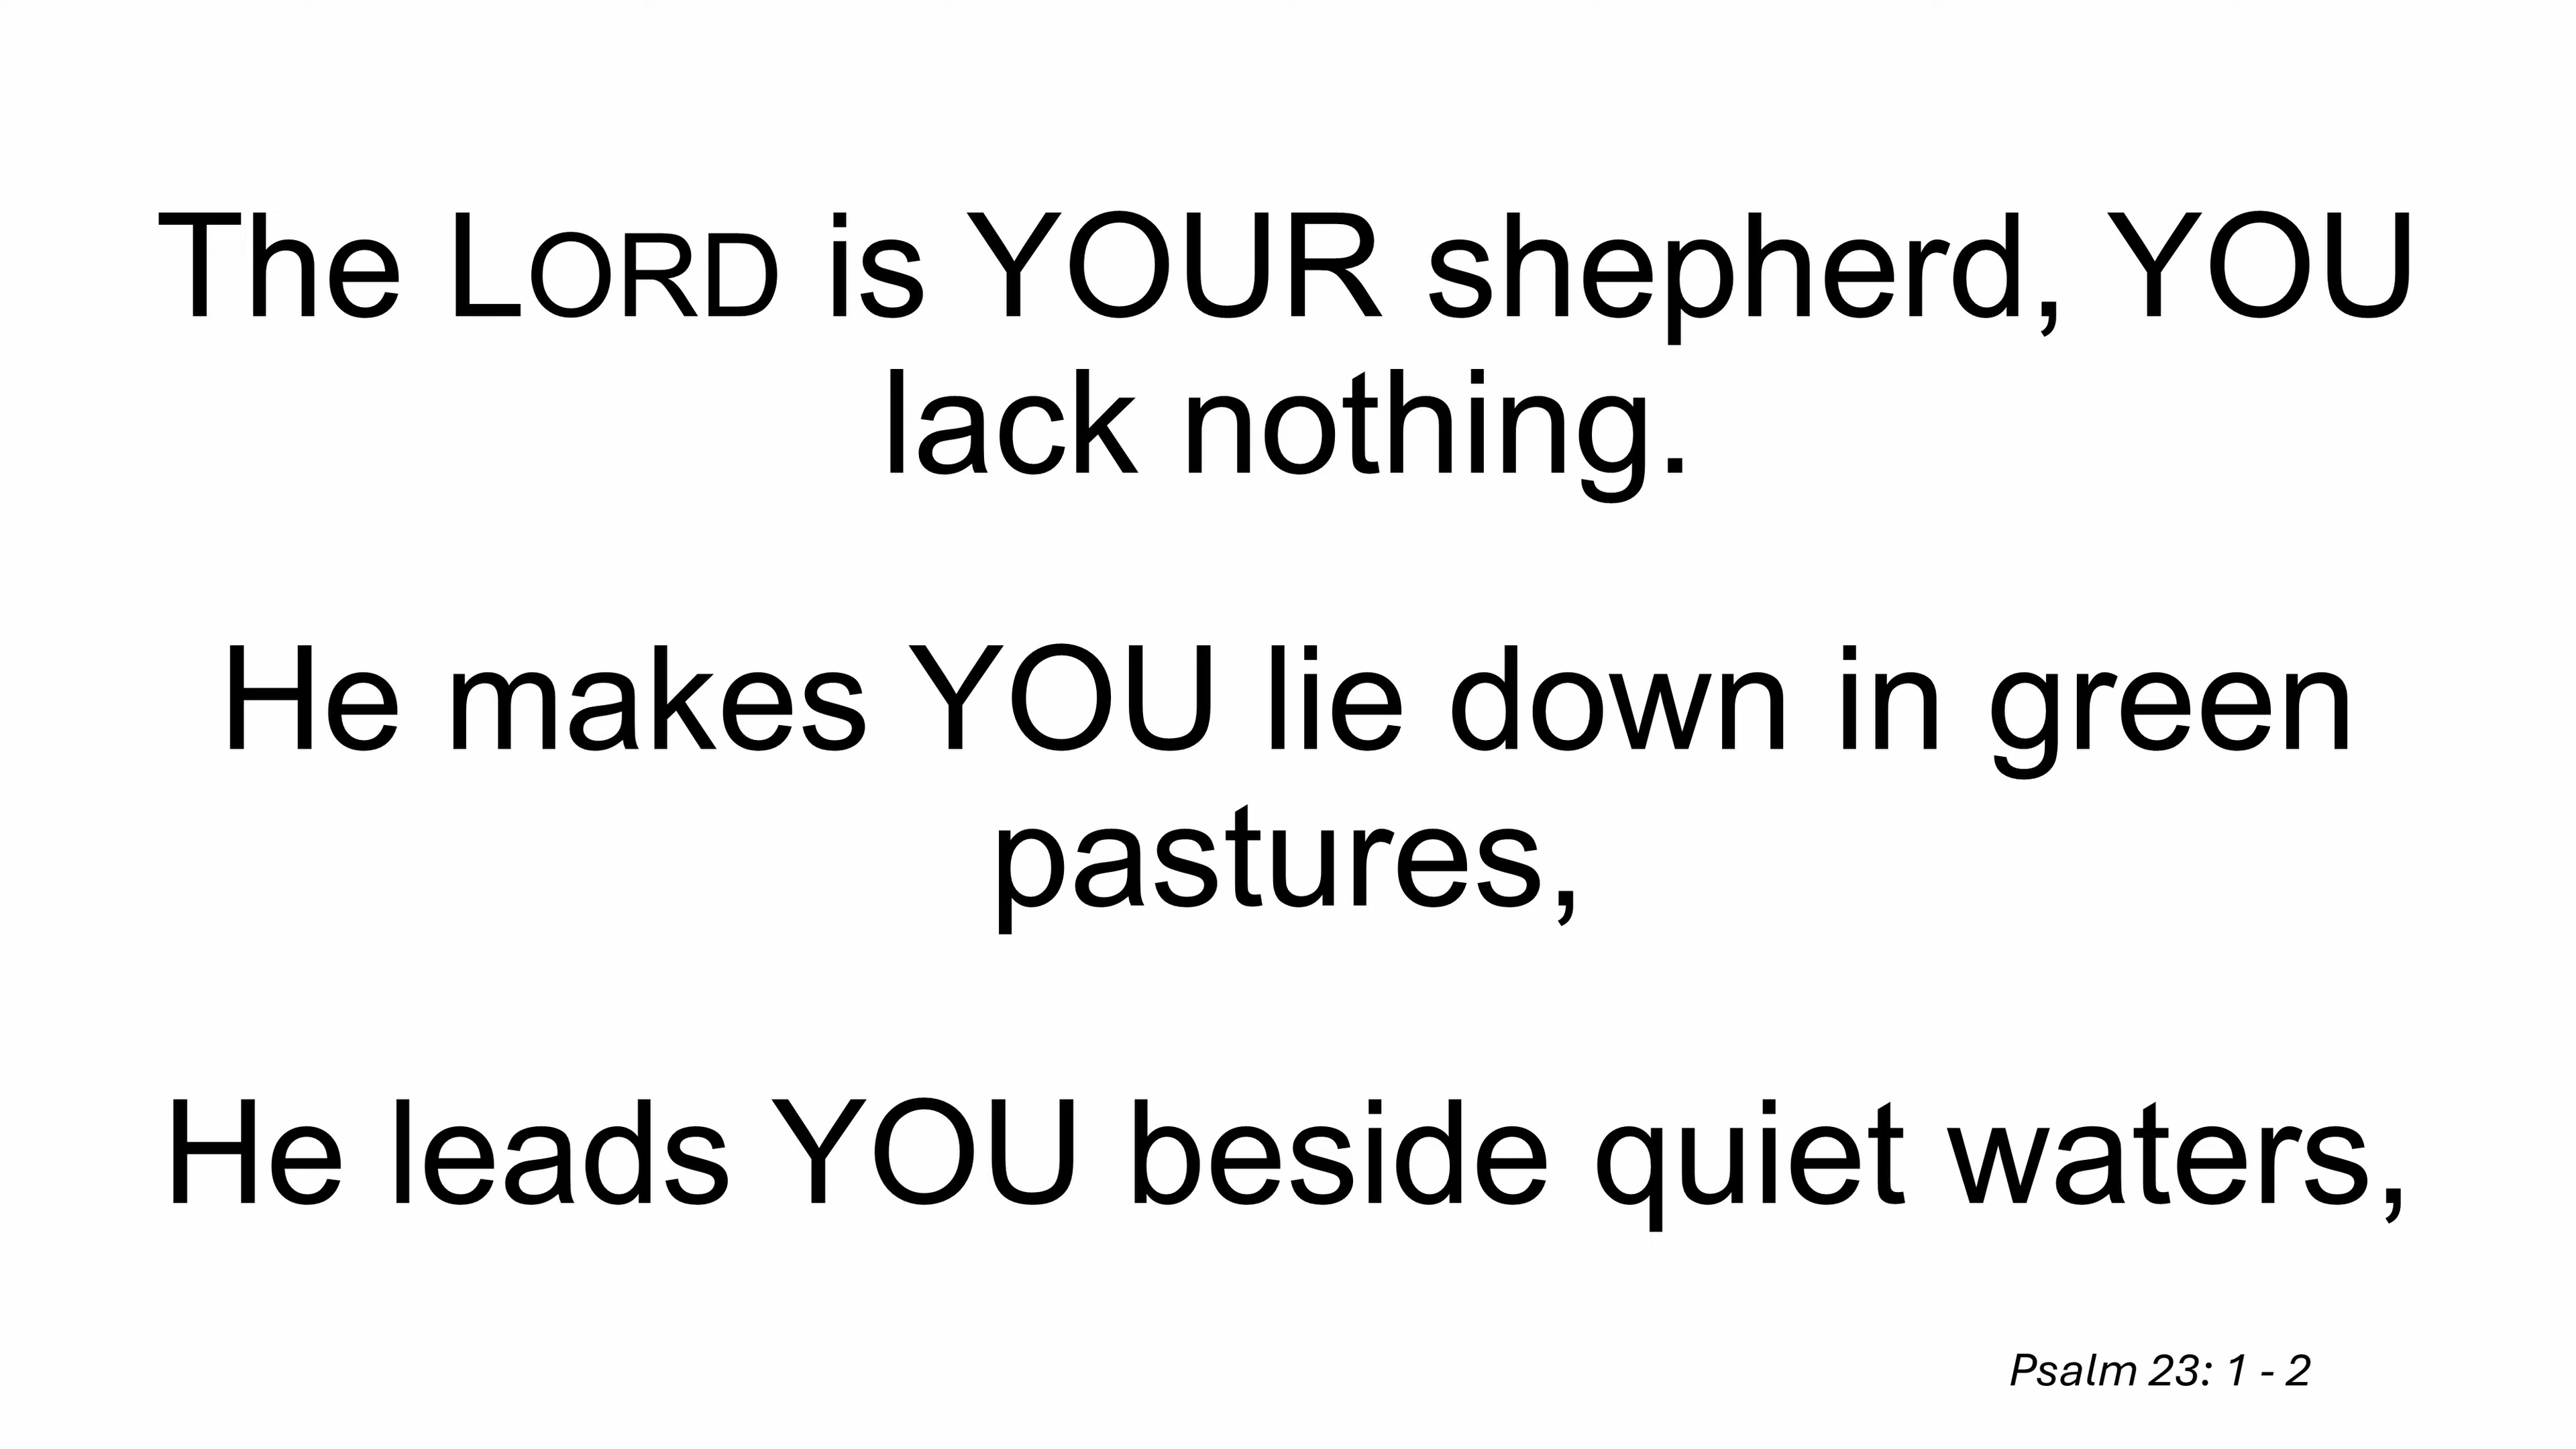 The LORD is YOUR shepherd, YOU
lack nothing.
He makes YOU lie down in green
pastures,
He leads YOU beside quiet waters,
Psalm 23: 1 - 2